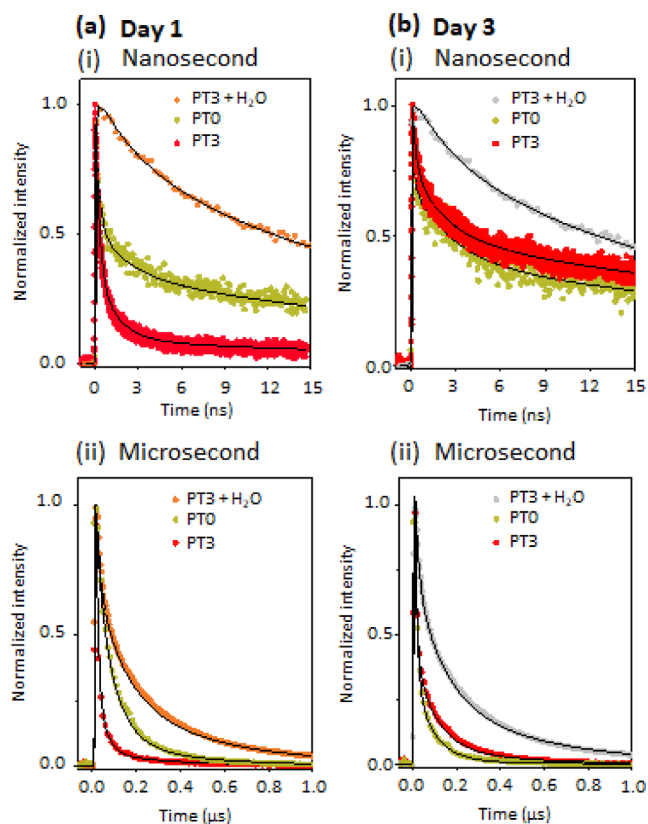 (a) Day 1
(i) Nanosecond
PT3 + H₂O
PT0
PT3
1.0
0.5
0.0
Normalized intensity
0 3 6 9 12 15
Time (ns)
(b) Day 3
(i) Nanosecond
PT3 + H₂O
PT0
PT3
1.0
0.5
0.0
Normalized intensity
0 3 6 9 12 15
Time (ns)
(ii) Microsecond
PT3 + H₂O
PT0
PT3
1.0
0.5
0.0
Normalized intensity
0.0 0.2 0.4 0.6 0.8 1.0
Time (µs)
(ii) Microsecond
PT3 + H₂O
PT0
PT3
1.0
0.5
0.0
Normalized intensity
0.0 0.2 0.4 0.6 0.8 1.0
Time (µs)